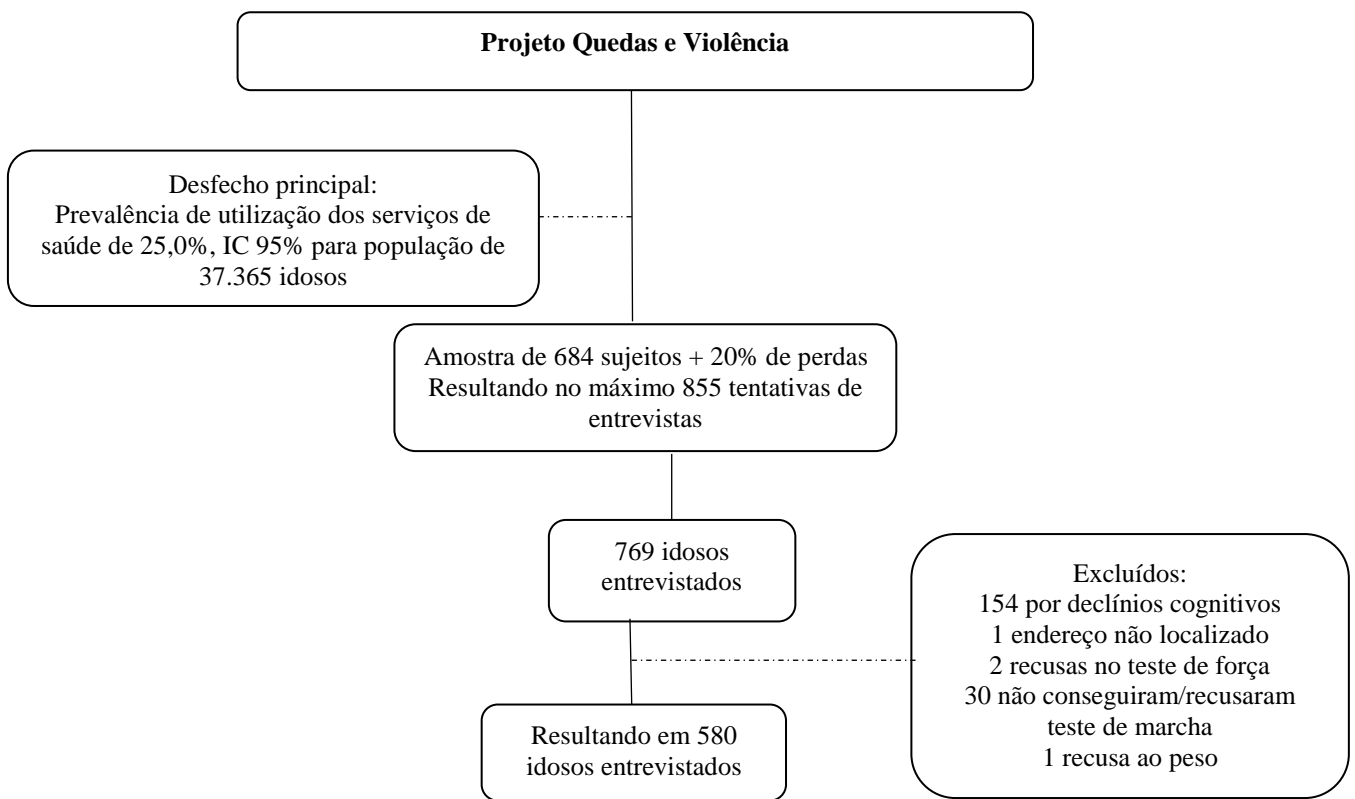 Projeto Quedas e Violência
Desfecho principal:
Prevalência de utilização dos serviços de
saúde de 25,0%, IC 95% para população de
37.365 idosos
Amostra de 684 sujeitos + 20% de perdas
Resultando no máximo 855 tentativas de
entrevistas
769 idosos
entrevistados
Excluídos:
154 por declínios cognitivos
1 endereço não localizado
2 recusas no teste de força
30 não conseguiram/recusaram
teste de marcha
1 recusa ao peso
Resultando em 580
idosos entrevistados